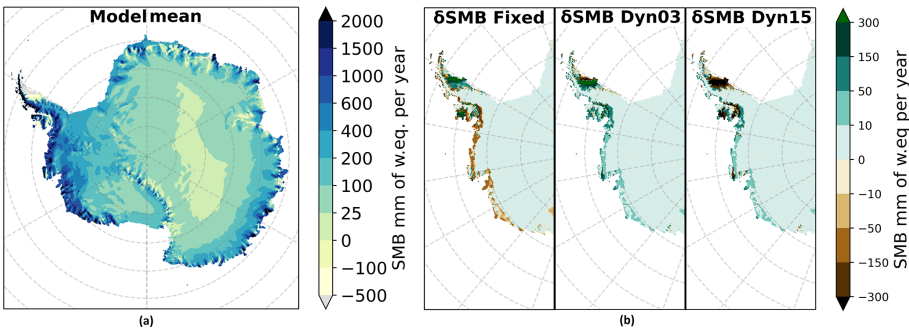 Model mean
2000
1500
1000
600
400
200
100
25
0
−100
−500
SMB mm of w.eq. per year
(a)
δSMB Fixed
δSMB Dyn03
δSMB Dyn15
300
150
50
10
0
−10
−50
−150
−300
SMB mm of w.eq per year
(b)